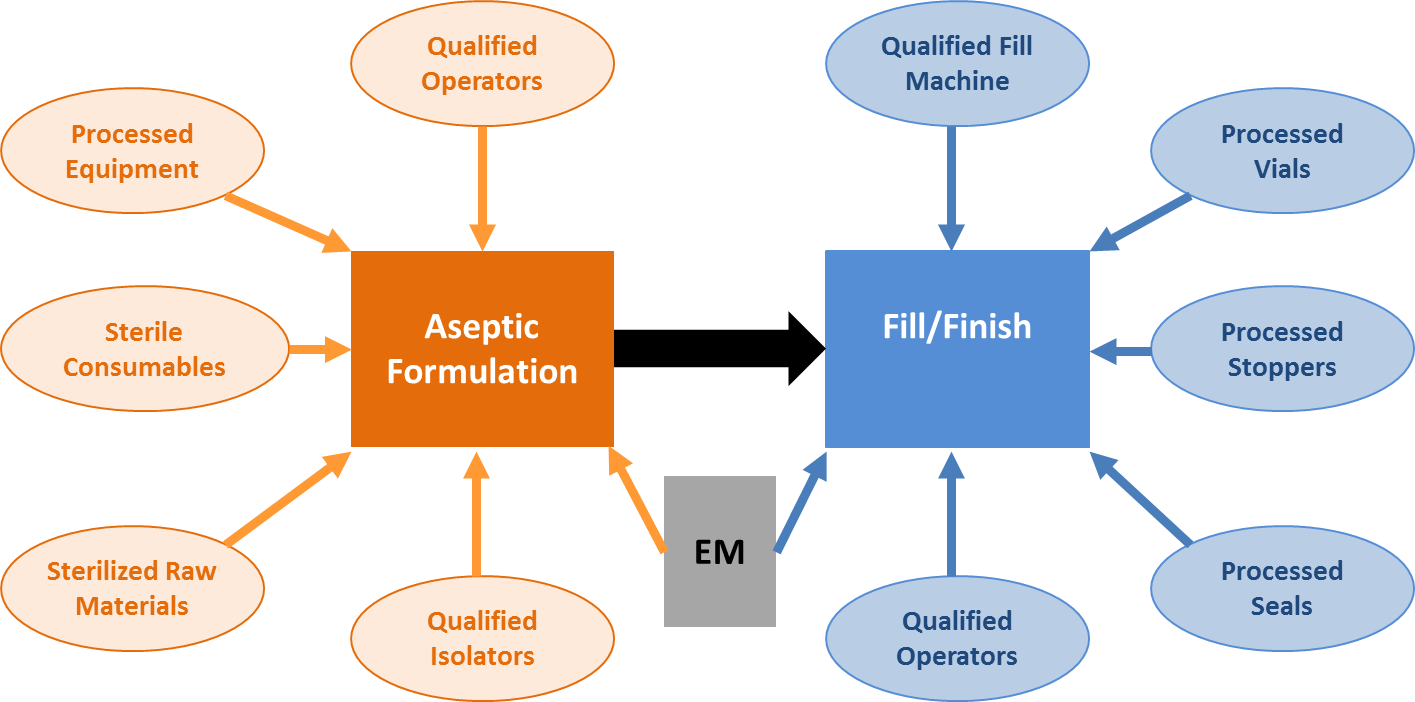 Qualified
Operators
Qualified Fill
Machine
Processed
Equipment
Processed
Vials
Sterile
Consumables
Aseptic
Formulation
Fill/Finish
Processed
Stoppers
Sterilized Raw
Materials
Qualified
Isolators
EM
Qualified
Operators
Processed
Seals